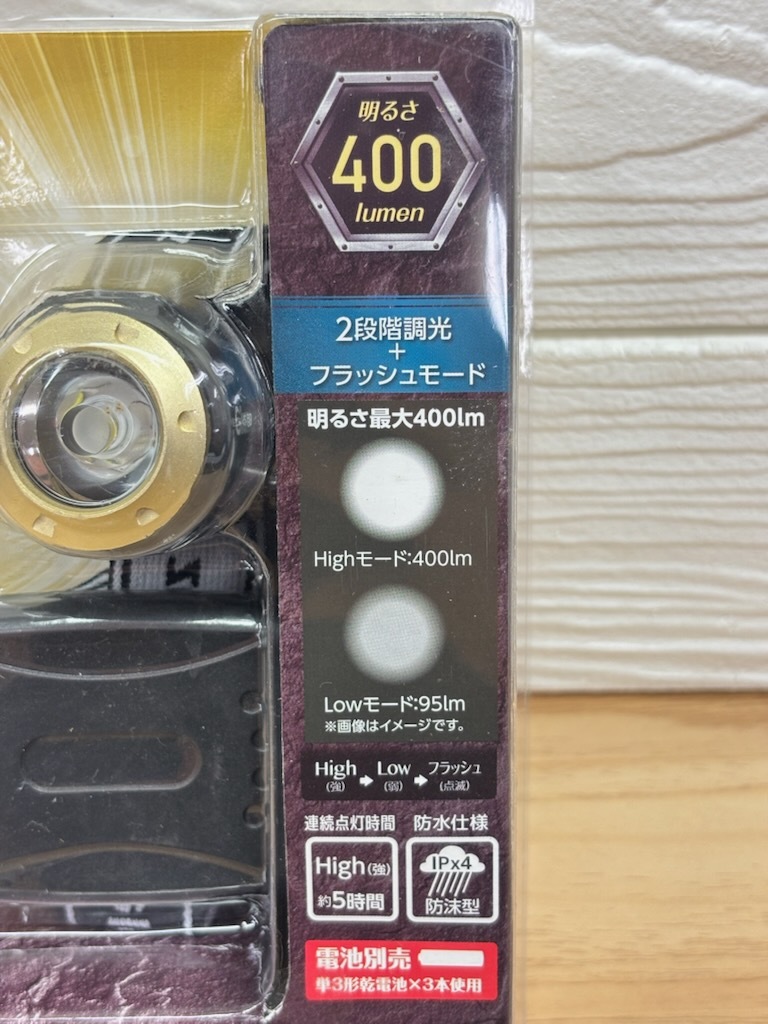 明るさ
400
lumen
2段階調光
+
フラッシュモード
明るさ最大400lm
Highモード:400lm
Lowモード:95lm
※画像はイメージです。
High ➡ Low ➡ フラッシュ
(強) (弱) (点滅)
連続点灯時間 防水仕様
High(強)
約5時間
IPx4
防沫型
電池別売
単3形乾電池×3本使用